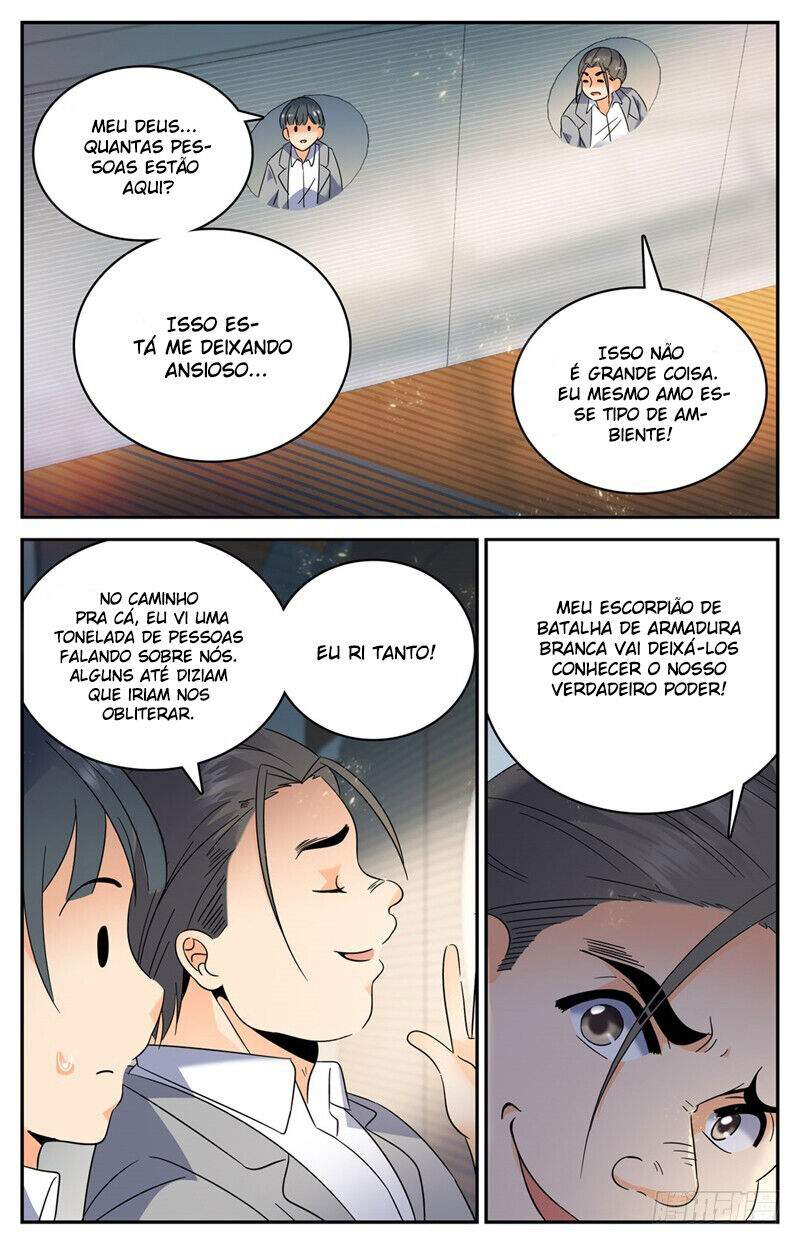 MEU DEUS...
QUANTAS PES-
SOAS ESTÃO
AQUI?
ISSO ES-
TÁ ME DEIXANDO
ANSIOSO...
ISSO NÃO
É GRANDE COISA.
EU MESMO AMO ES-
SE TIPO DE AM-
BIENTE!
NO CAMINHO
PRA CÁ, EU VI UMA
TONELADA DE PESSOAS
FALANDO SOBRE NÓS.
ALGUNS ATÉ DIZIAM
QUE IRIAM NOS
OBLITERAR.
EU RI TANTO!
MEU ESCORPIÃO DE
BATALHA DE ARMADURA
BRANCA VAI DEIXÁ-LOS
CONHECER O NOSSO
VERDADEIRO PODER!